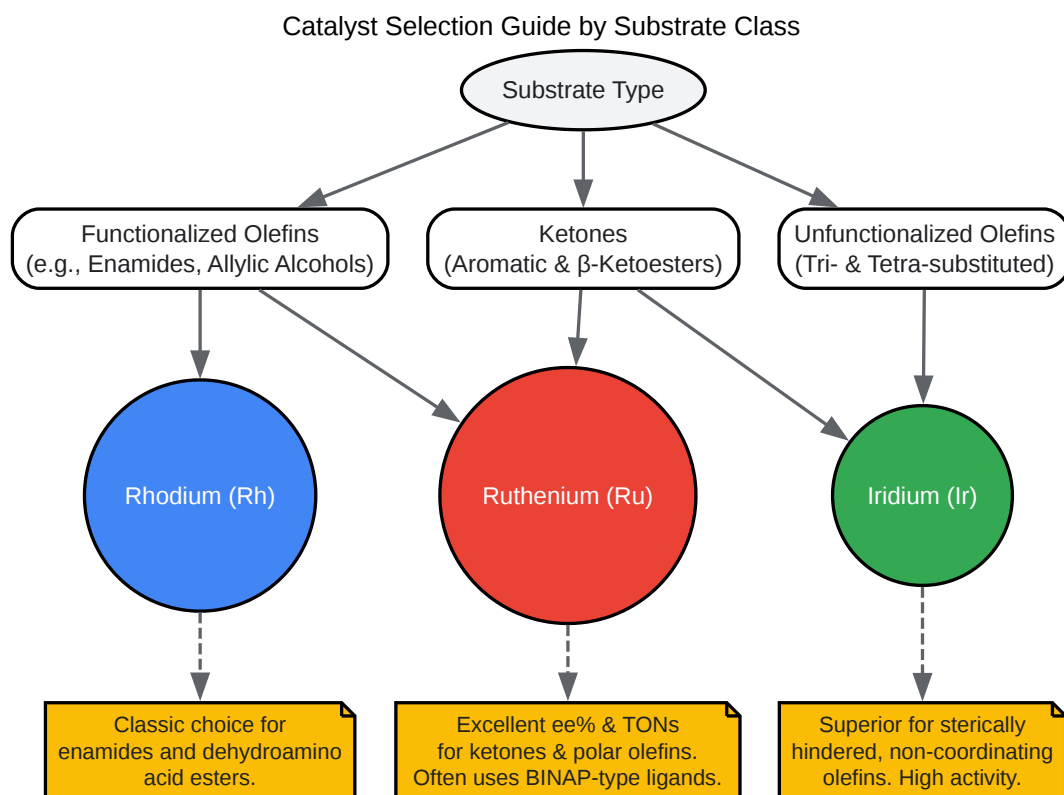 Catalyst Selection Guide by Substrate Class
Substrate Type
Functionalized Olefins
(e.g., Enamides, Allylic Alcohols)
Ketones
(Aromatic & β-Ketoesters)
Unfunctionalized Olefins
(Tri- & Tetra-substituted)
Rhodium (Rh)
Ruthenium (Ru)
Iridium (Ir)
Classic choice for
enamides and dehydroamino
acid esters.
Excellent ee% & TONs
for ketones & polar olefins.
Often uses BINAP-type ligands.
Superior for sterically
hindered, non-coordinating
olefins. High activity.